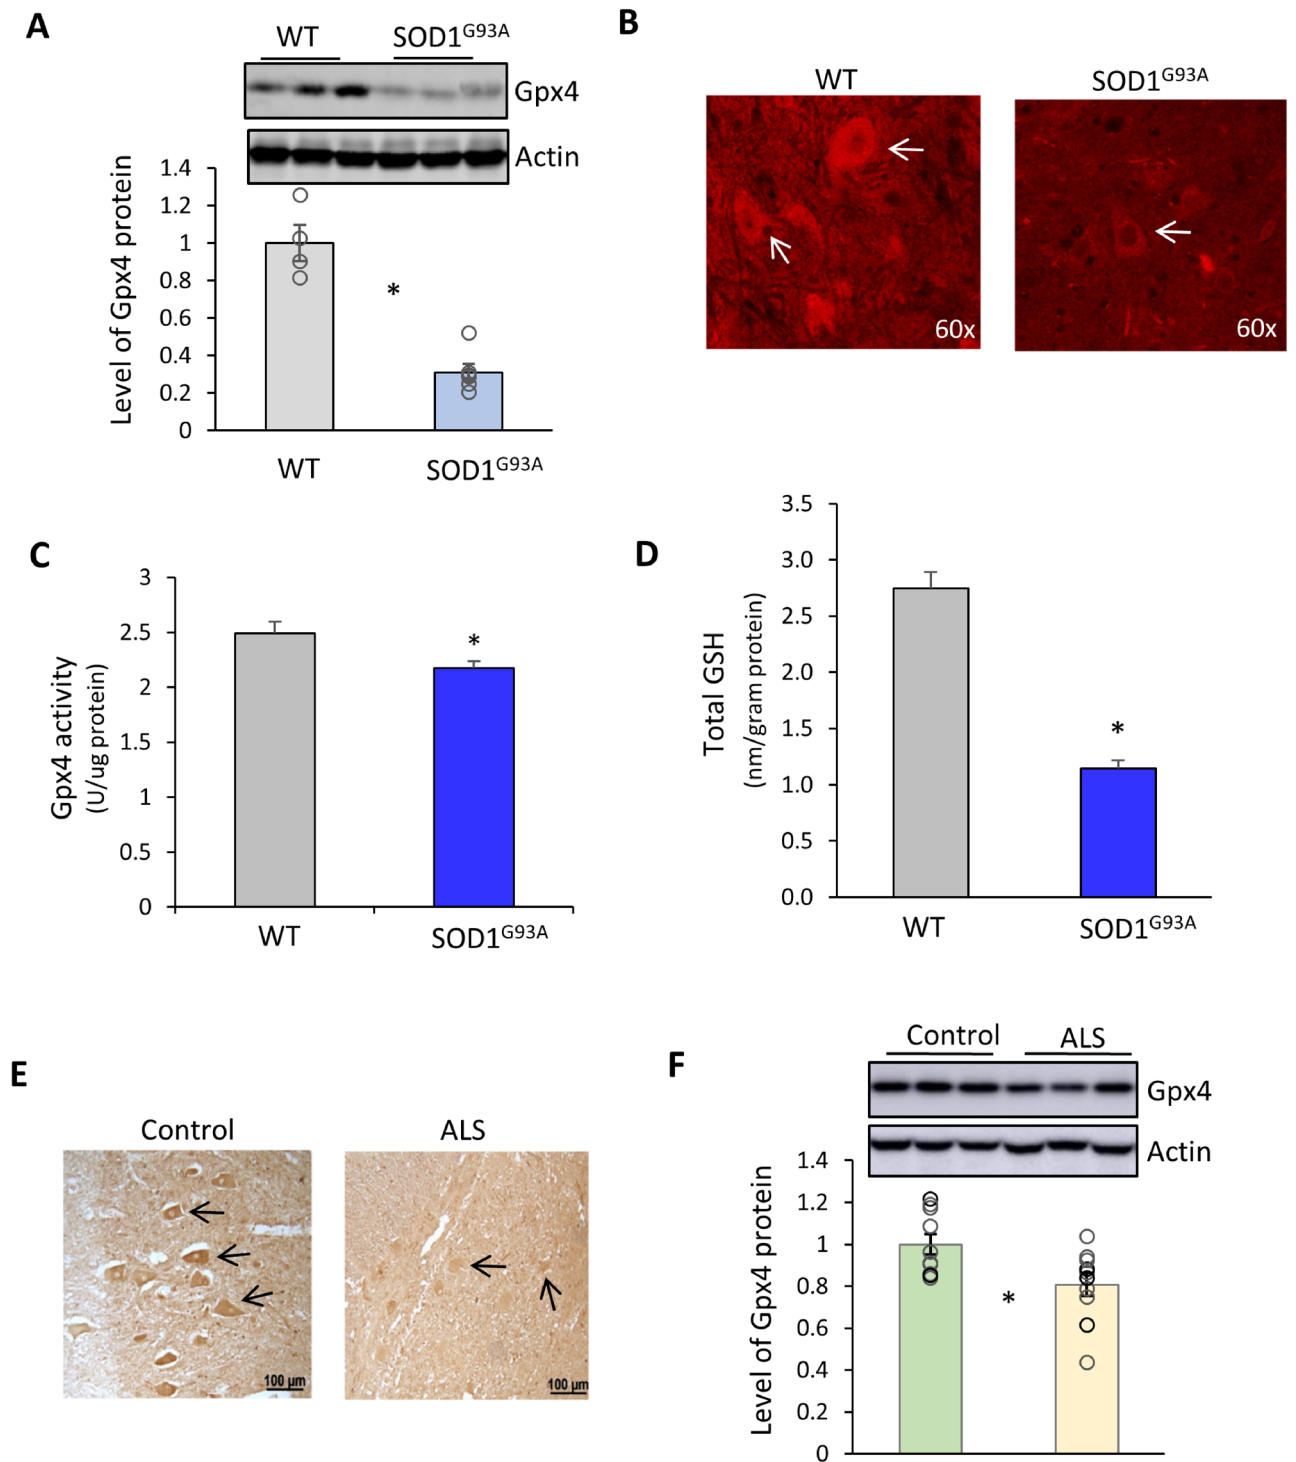 A
WT
SOD1G93A
Gpx4
Actin
Level of Gpx4 protein
1.4
1.2
1
0.8
0.6
0.4
0.2
0
*
WT
SOD1G93A
B
WT
SOD1G93A
60x
60x
C
Gpx4 activity
(U/ug protein)
3
2.5
2
1.5
1
0.5
0
*
WT
SOD1G93A
D
Total GSH
(nm/gram protein)
3.5
3.0
2.5
2.0
1.5
1.0
0.5
0.0
*
WT
SOD1G93A
E
Control
ALS
100 µm
100 µm
F
Control
ALS
Gpx4
Actin
Level of Gpx4 protein
1.4
1.2
1
0.8
0.6
0.4
0.2
0
*